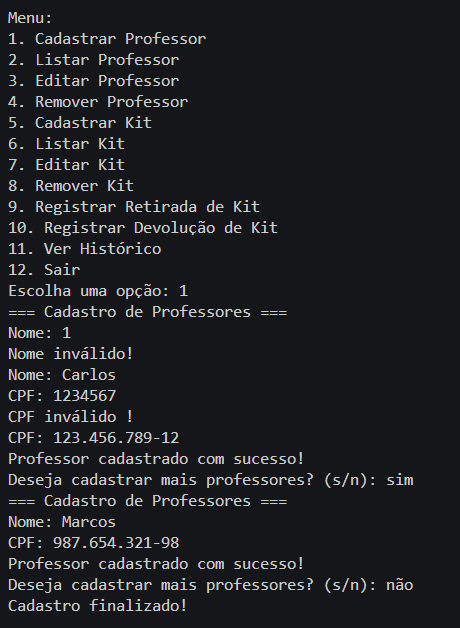 Menu:
1. Cadastrar Professor
2. Listar Professor
3. Editar Professor
4. Remover Professor
5. Cadastrar Kit
6. Listar Kit
7. Editar Kit
8. Remover Kit
9. Registrar Retirada de Kit
10. Registrar Devolução de Kit
11. Ver Histórico
12. Sair
Escolha uma opção: 1
=== Cadastro de Professores ===
Nome: 1
Nome inválido!
Nome: Carlos
CPF: 1234567
CPF inválido !
CPF: 123.456.789-12
Professor cadastrado com sucesso!
Deseja cadastrar mais professores? (s/n): sim
=== Cadastro de Professores ===
Nome: Marcos
CPF: 987.654.321-98
Professor cadastrado com sucesso!
Deseja cadastrar mais professores? (s/n): não
Cadastro finalizado!